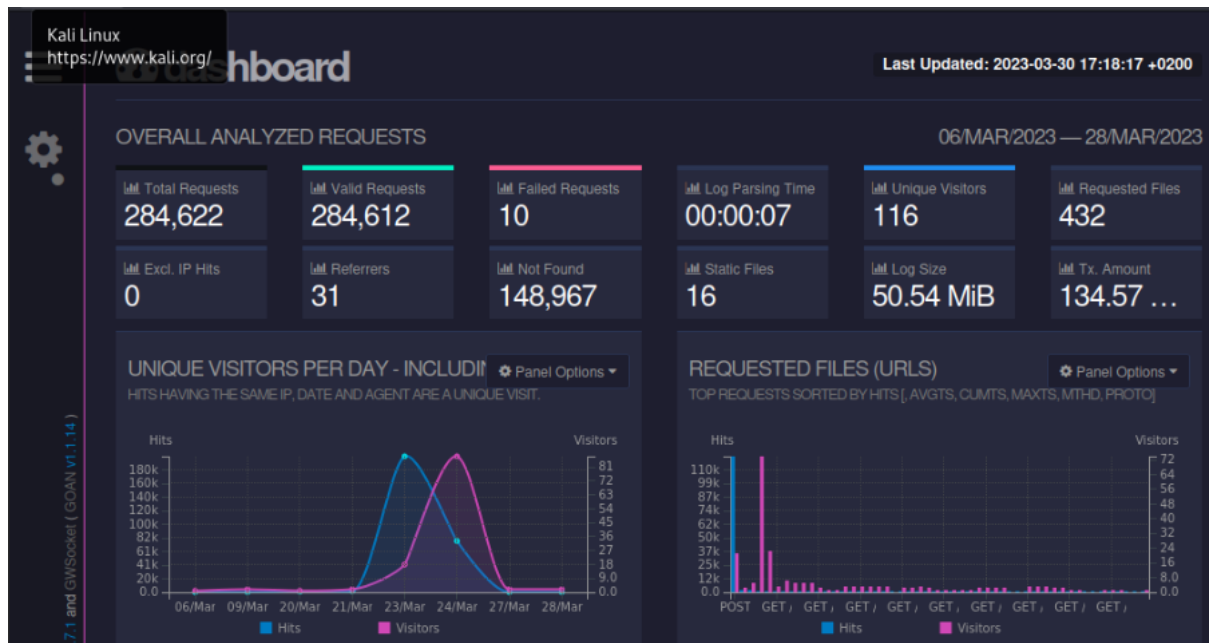 Kali Linux
https://www.kali.org/
dashboard
Last Updated: 2023-03-30 17:18:17 +0200
OVERALL ANALYZED REQUESTS
06/MAR/2023 — 28/MAR/2023
Total Requests
284,622
Valid Requests
284,612
Failed Requests
10
Log Parsing Time
00:00:07
Unique Visitors
116
Requested Files
432
Excl. IP Hits
0
Referrers
31
Not Found
148,967
Static Files
16
Log Size
50.54 MiB
Tx. Amount
134.57 ...
UNIQUE VISITORS PER DAY - INCLUDIN
Panel Options
HITS HAVING THE SAME IP, DATE AND AGENT ARE A UNIQUE VISIT.
Hits
Visitors
180k
160k
140k
120k
100k
82k
61k
41k
20k
0.0
81
72
63
54
45
36
27
18
9.0
0.0
06/Mar 09/Mar 20/Mar 21/Mar 23/Mar 24/Mar 27/Mar 28/Mar
Hits Visitors
REQUESTED FILES (URLS)
Panel Options
TOP REQUESTS SORTED BY HITS [, AVGTS, CUMTS, MAXTS, MTHD, PROTO]
Hits
Visitors
110k
99k
87k
74k
62k
50k
37k
25k
12k
0.0
72
64
56
48
40
32
24
16
8.0
0.0
POST GET / GET / GET / GET / GET / GET / GET / GET / GET /
Hits Visitors
7.1 and GWSocket ( GOAN v1.1.14 )